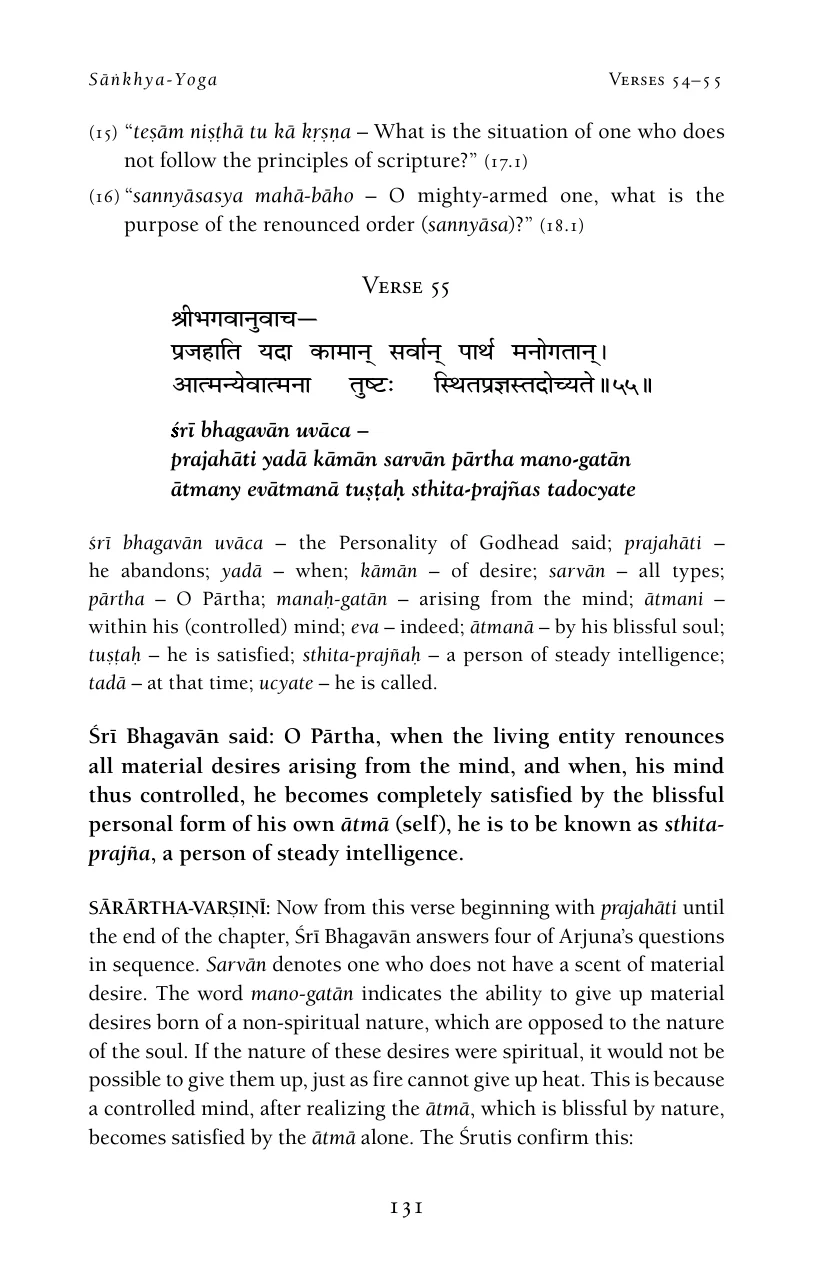 Sāṅkhya-Yoga Verses 54–55
(15) “teṣām niṣṭhā tu kā kṛṣṇa – What is the situation of one who does
not follow the principles of scripture?” (17.1)
(16) “sannyāsasya mahā-bāho – O mighty-armed one, what is the
purpose of the renounced order (sannyāsa)?” (18.1)
Verse 55
श्रीभगवानुवाच—
प्रजहाति यदा कामान् सर्वान् पार्थ मनोगतान्।
आत्मन्येवात्मना तुष्टः स्थितप्रज्ञस्तदोच्यते॥५५॥
śrī bhagavān uvāca –
prajahāti yadā kāmān sarvān pārtha mano-gatān
ātmany evātmanā tuṣṭaḥ sthita-prajñas tadocyate
śrī bhagavān uvāca – the Personality of Godhead said; prajahāti –
he abandons; yadā – when; kāmān – of desire; sarvān – all types;
pārtha – O Pārtha; manaḥ-gatān – arising from the mind; ātmani –
within his (controlled) mind; eva – indeed; ātmanā – by his blissful soul;
tuṣṭaḥ – he is satisfied; sthita-prajñaḥ – a person of steady intelligence;
tadā – at that time; ucyate – he is called.
Śrī Bhagavān said: O Pārtha, when the living entity renounces
all material desires arising from the mind, and when, his mind
thus controlled, he becomes completely satisfied by the blissful
personal form of his own ātmā (self), he is to be known as sthita-
prajña, a person of steady intelligence.
SĀRĀRTHA-VARṢIṆĪ: Now from this verse beginning with prajahāti until
the end of the chapter, Śrī Bhagavān answers four of Arjuna’s questions
in sequence. Sarvān denotes one who does not have a scent of material
desire. The word mano-gatān indicates the ability to give up material
desires born of a non-spiritual nature, which are opposed to the nature
of the soul. If the nature of these desires were spiritual, it would not be
possible to give them up, just as fire cannot give up heat. This is because
a controlled mind, after realizing the ātmā, which is blissful by nature,
becomes satisfied by the ātmā alone. The Śrutis confirm this:
131